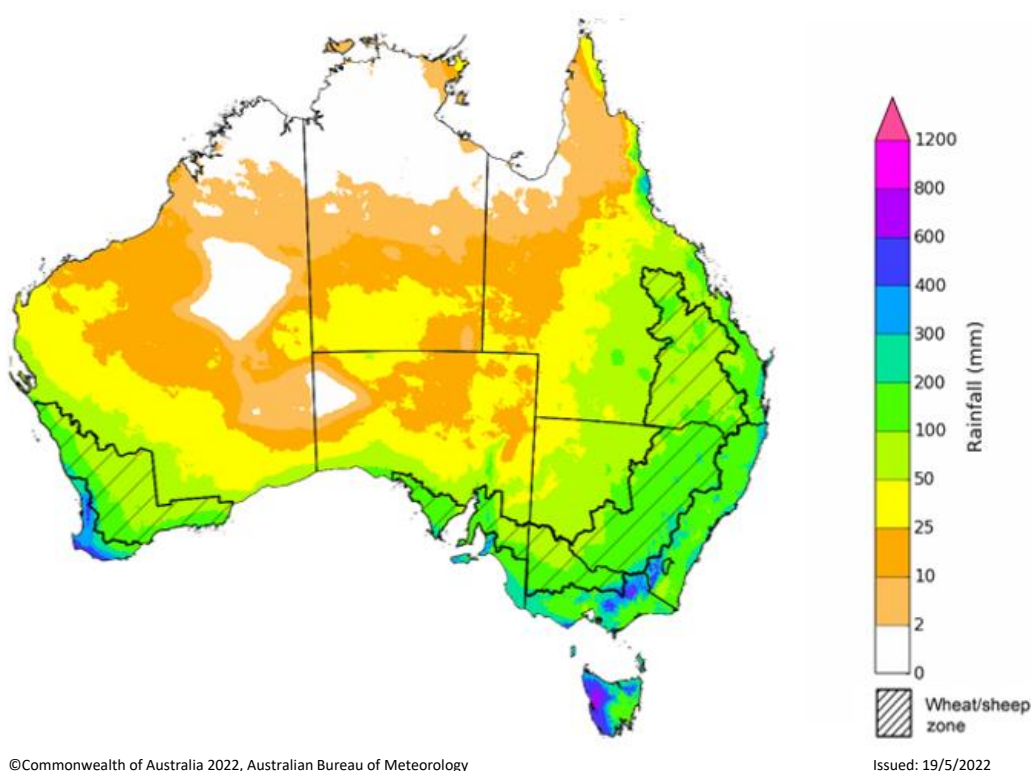 1200
800
600
400
300
200
100
50
25
10
2
0
Rainfall (mm)
Wheat/sheep
zone
©Commonwealth of Australia 2022, Australian Bureau of Meteorology
Issued: 19/5/2022